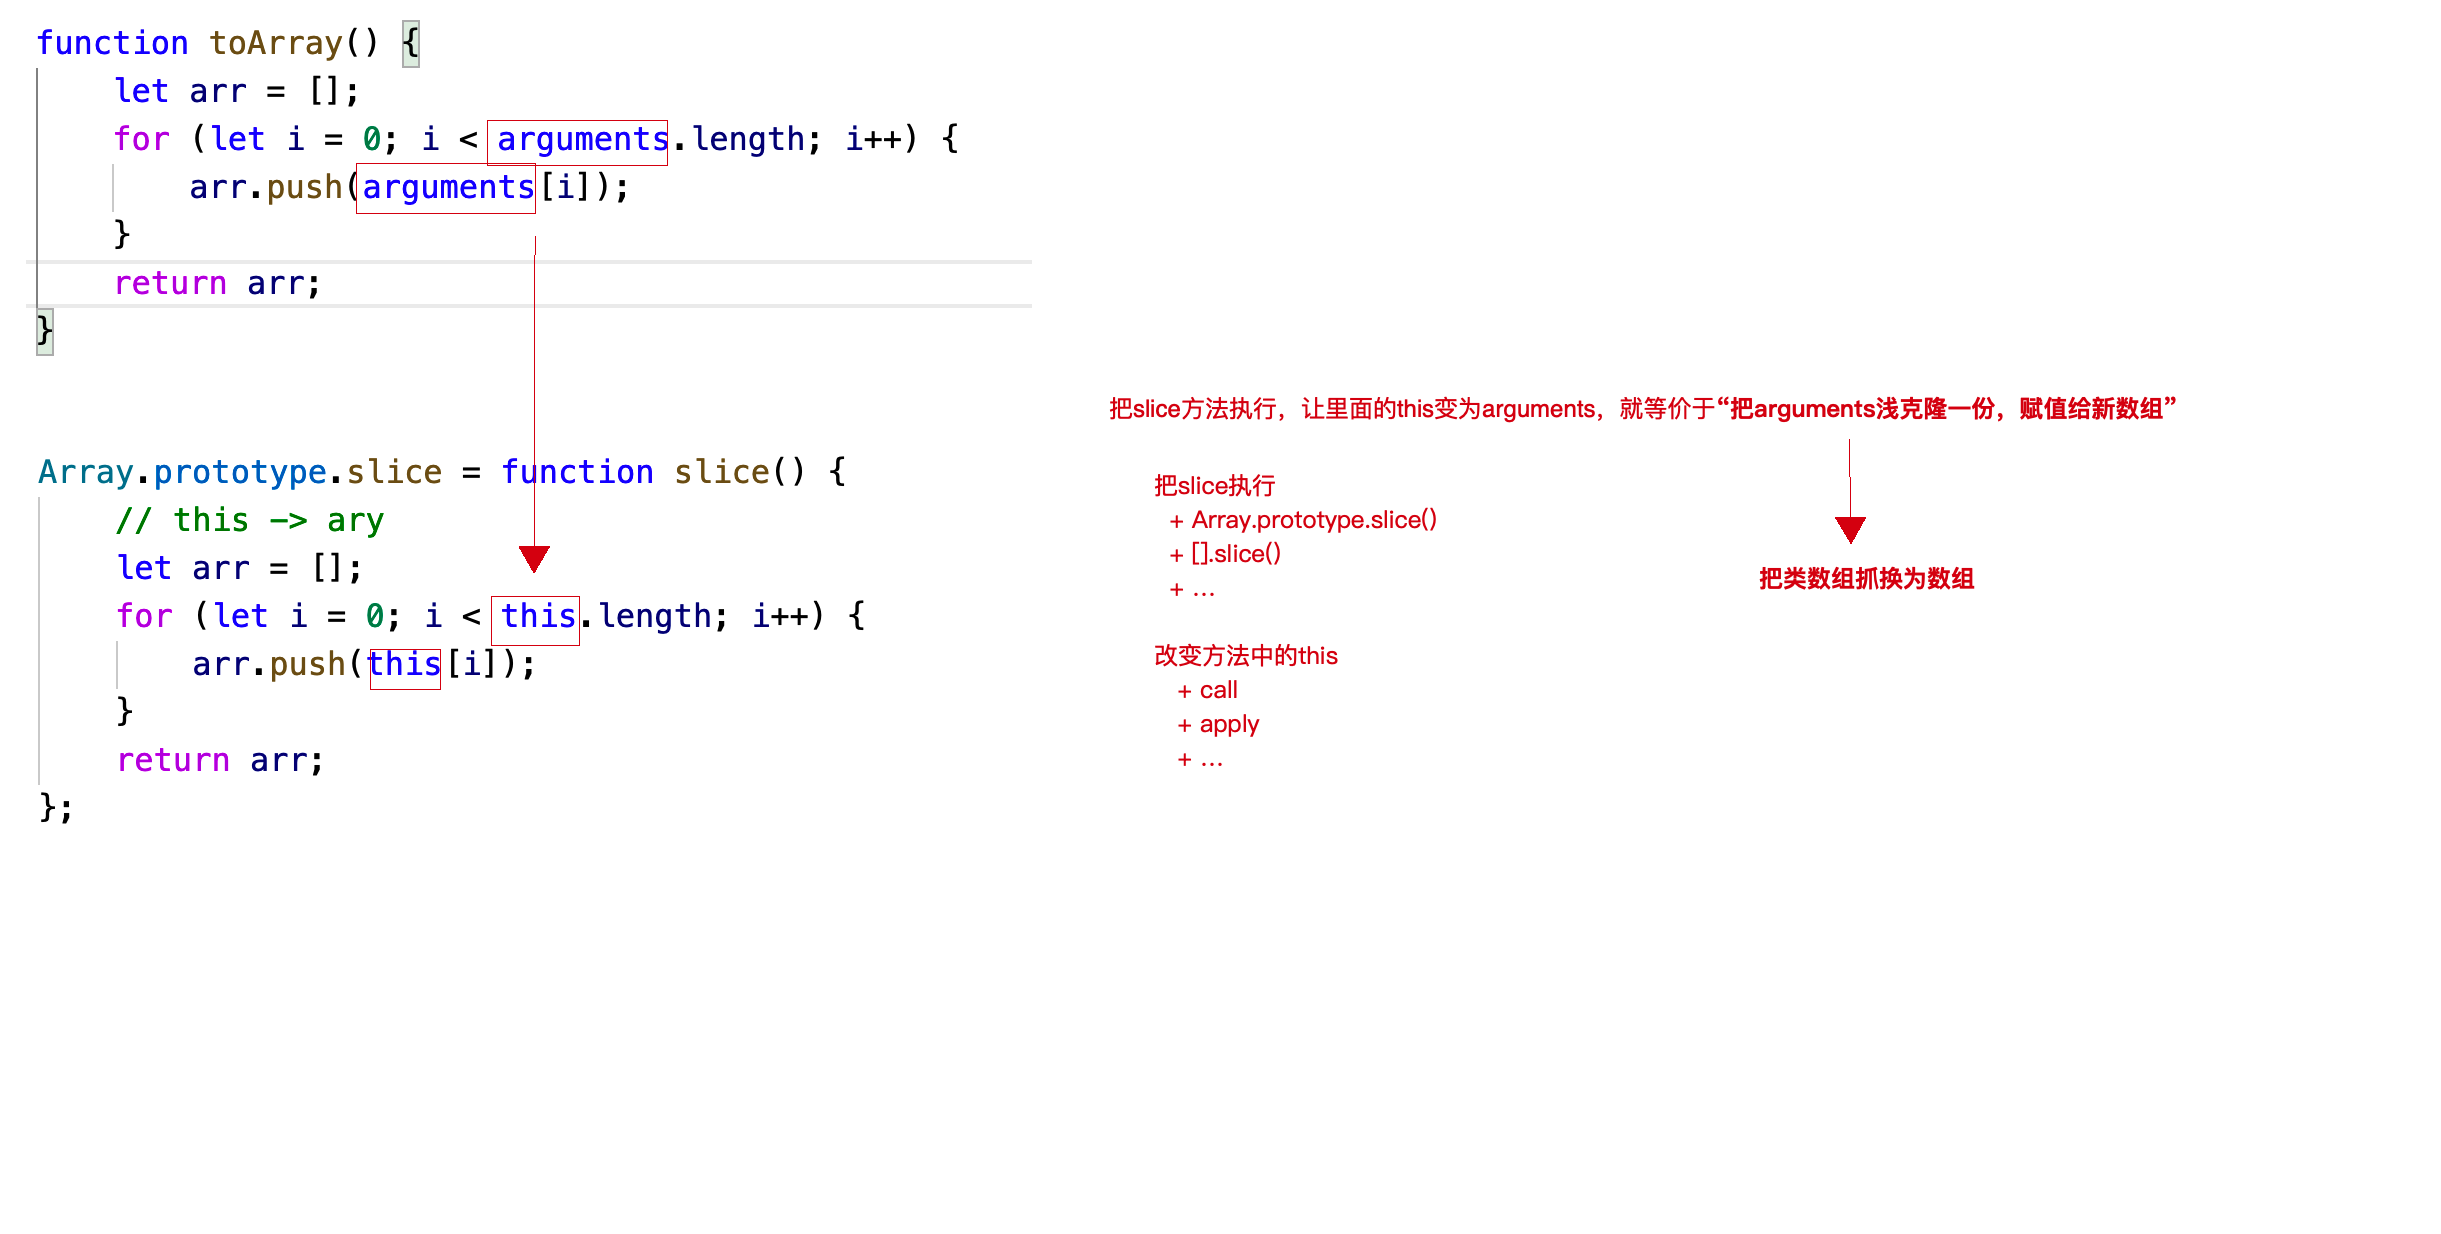 function toArray() {
    let arr = [];
    for (let i = 0; i < arguments.length; i++) {
        arr.push(arguments[i]);
    }
    return arr;
}
Array.prototype.slice = function slice() {
    // this -> ary
    let arr = [];
    for (let i = 0; i < this.length; i++) {
        arr.push(this[i]);
    }
    return arr;
};
把slice方法执行，让里面的this变为arguments，就等价于“把arguments浅克隆一份，赋值给新数组”
把slice执行
+ Array.prototype.slice()
+ [].slice()
+ ...
把类数组抓换为数组
改变方法中的this
+ call
+ apply
+ ...